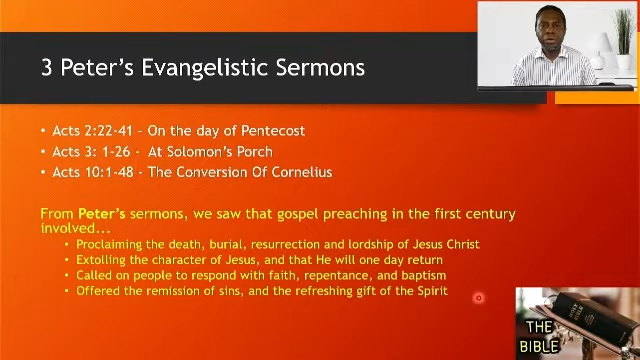 3 Peter's Evangelistic Sermons
• Acts 2:22-41 – On the day of Pentecost
• Acts 3: 1-26 - At Solomon's Porch
• Acts 10:1-48 - The Conversion Of Cornelius
From Peter's sermons, we saw that gospel preaching in the first century
involved...
• Proclaiming the death, burial, resurrection and lordship of Jesus Christ
• Extolling the character of Jesus, and that He will one day return
• Called on people to respond with faith, repentance, and baptism
• Offered the remission of sins, and the refreshing gift of the Spirit
HOLY BIBLE
THE
BIBLE